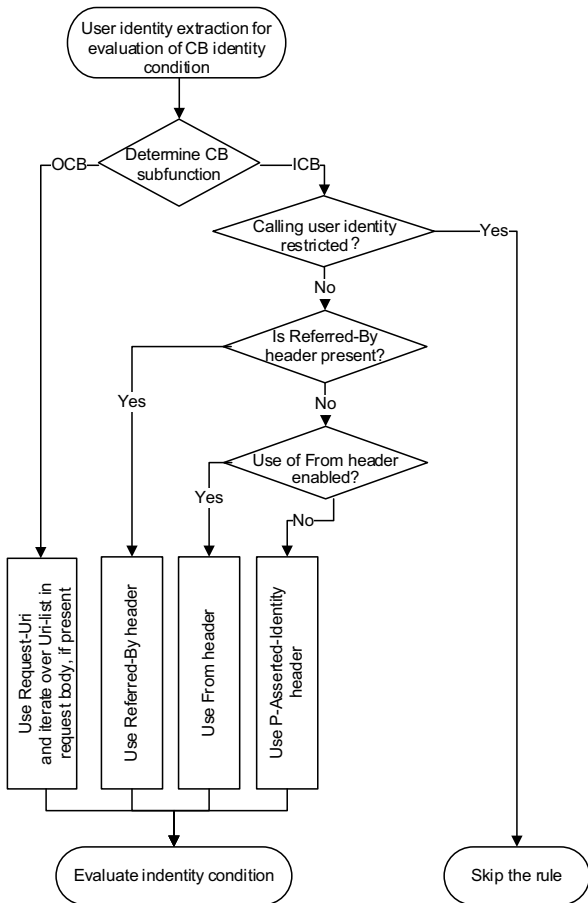 User identity extraction for
evaluation of CB identity
condition
Determine CB
subfunction
OCB
ICB
Calling user identity
restricted?
Yes
No
Is Referred-By
header present?
Yes
No
Use of From header
enabled?
Yes
No
Use Request-Uri
and iterate over Uri-list in
request body, if present
Use Referred-By header
Use From header
Use P-Asserted-Identity
header
Evaluate indentity condition
Skip the rule